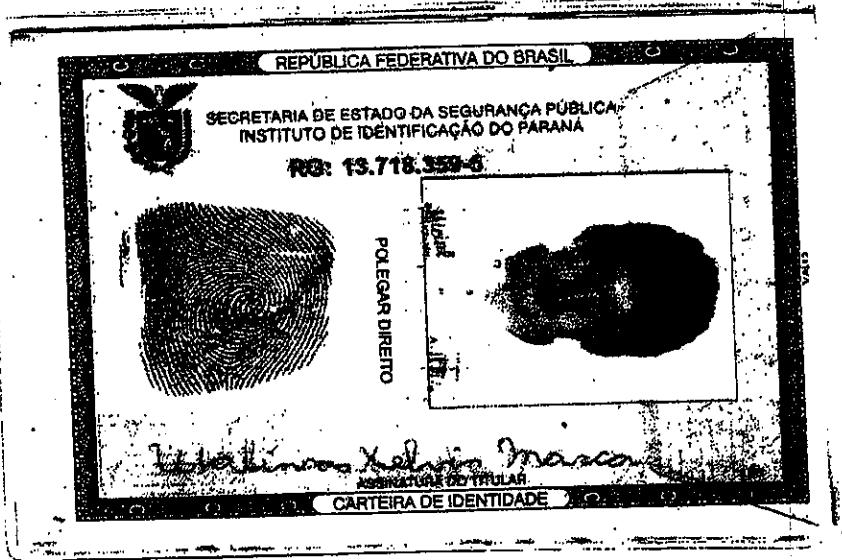 REPÚBLICA FEDERATIVA DO BRASIL
SECRETARIA DE ESTADO DA SEGURANÇA PÚBLICA
INSTITUTO DE IDENTIFICAÇÃO DO PARANÁ
RG: 13.718.359-
POLEGAR DIREITO
Kelvin
ASSINATURA DO TITULAR
CARTEIRA DE IDENTIDADE